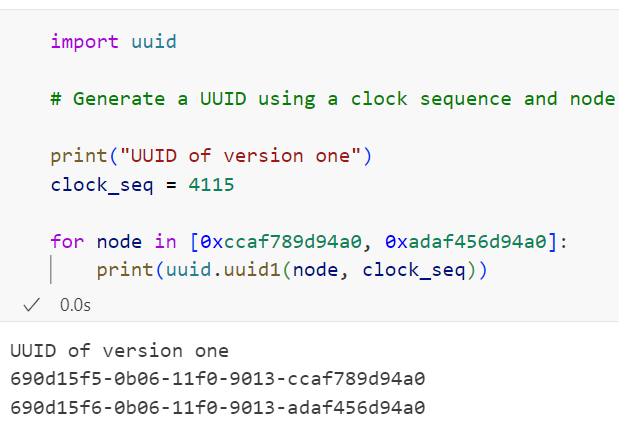 import uuid
# Generate a UUID using a clock sequence and node
print("UUID of version one")
clock_seq = 4115
for node in [0xccaf789d94a0, 0xadaf456d94a0]:
    print(uuid.uuid1(node, clock_seq))
0.0s
UUID of version one
690d15f5-0b06-11f0-9013-ccaf789d94a0
690d15f6-0b06-11f0-9013-adaf456d94a0